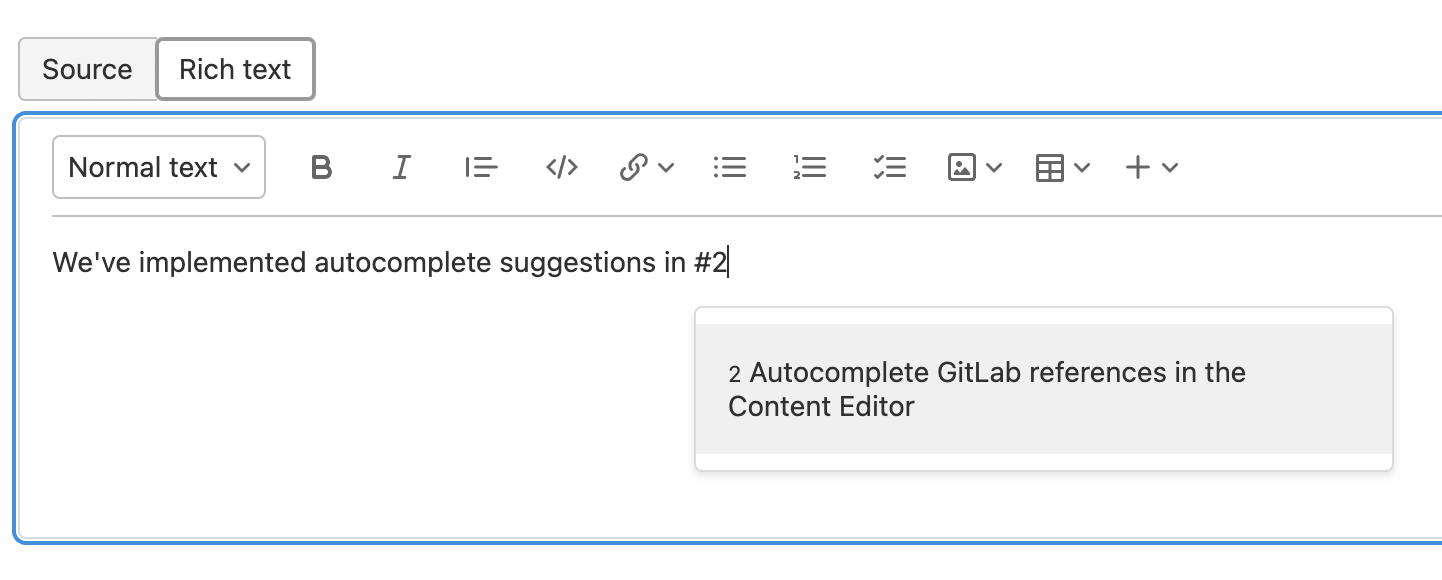 Source Rich text
Normal text
We've implemented autocomplete suggestions in #2
2 Autocomplete GitLab references in the
Content Editor